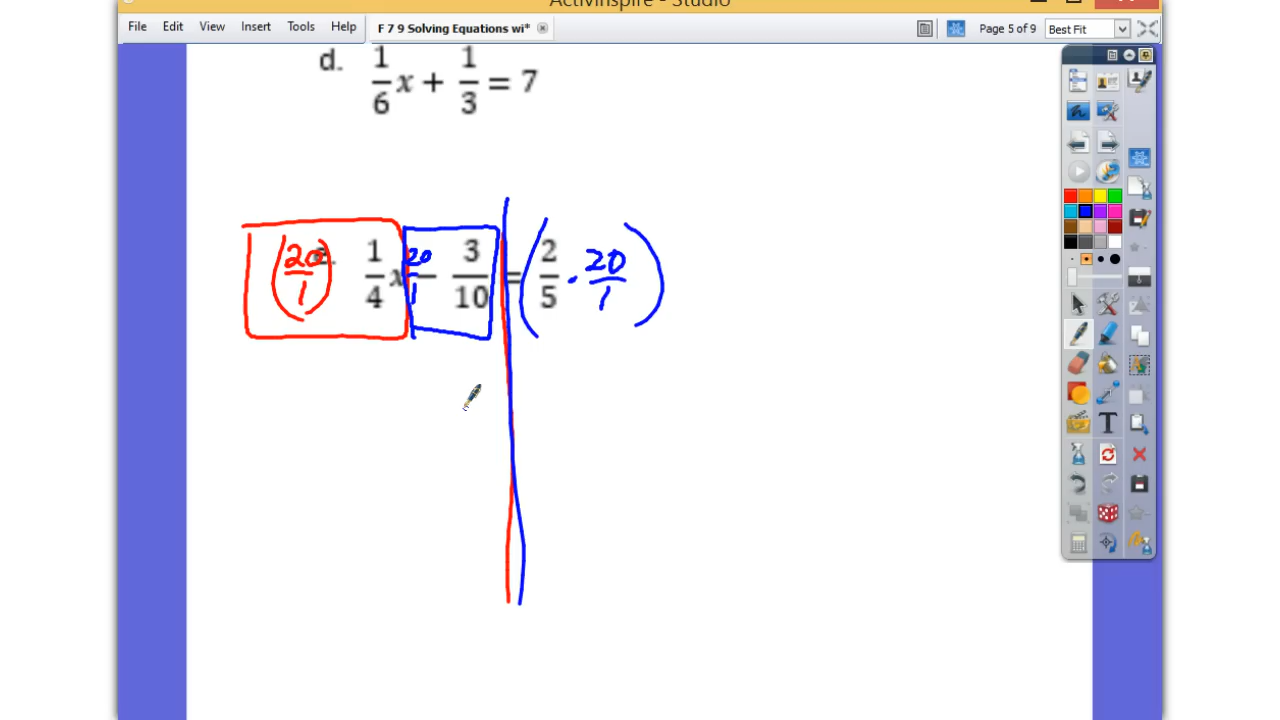 ActivInspire - Studio
File Edit View Insert Tools Help F 7 9 Solving Equations wi* Page 5 of 9 Best Fit
d. 1/6 x + 1/3 = 7
(20/1) 1/4 x 20/1 − 3/10 = (2/5 · 20/1)
T